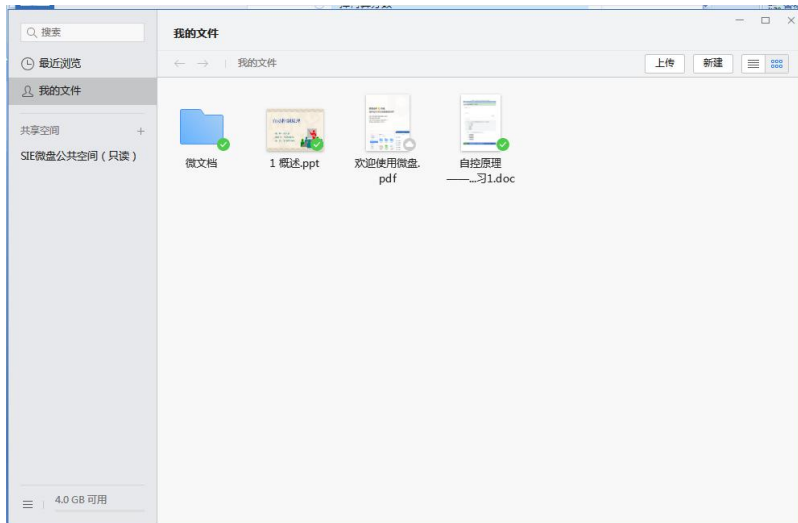 搜索
我的文件
最近浏览
我的文件
上传
新建
我的文件
共享空间
+
SIE微盘公共空间（只读）
微文档
1 概述.ppt
欢迎使用微盘.
pdf
自控原理
——...习1.doc
4.0 GB 可用